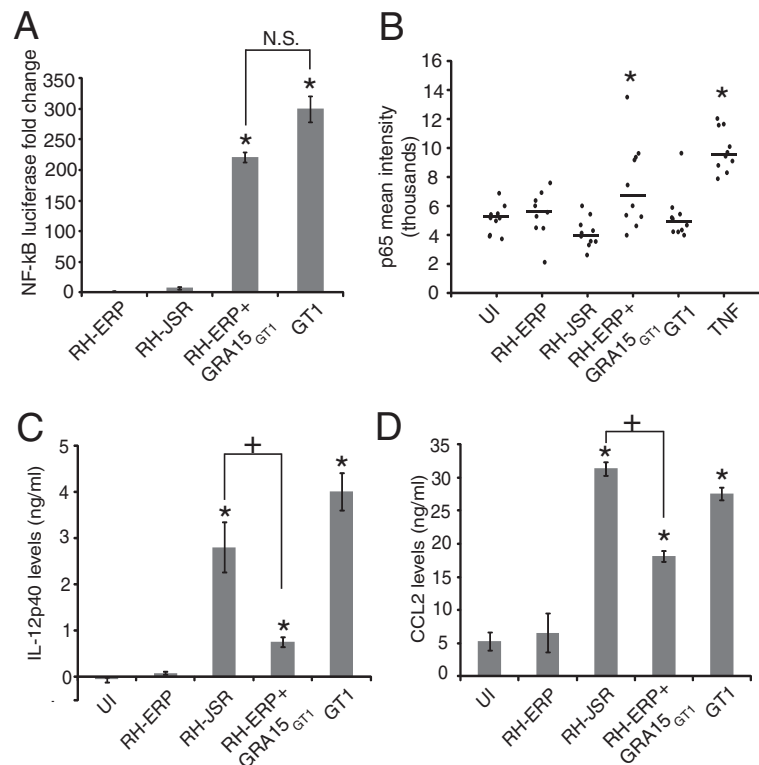 A
NF-kB luciferase fold change
350
300
250
200
150
100
50
0
N.S.
*
*
RH-ERP
RH-JSR
RH-ERP+
GRA15GT1
GT1
B
p65 mean intensity
(thousands)
16
14
12
10
8
6
4
2
0
*
*
UI
RH-ERP
RH-JSR
RH-ERP+
GRA15GT1
GT1
TNF
C
IL-12p40 levels (ng/ml)
5
4
3
2
1
0
+
*
*
*
UI
RH-ERP
RH-JSR
RH-ERP+
GRA15GT1
GT1
D
CCL2 levels (ng/ml)
35
30
25
20
15
10
5
0
+
*
*
*
UI
RH-ERP
RH-JSR
RH-ERP+
GRA15GT1
GT1